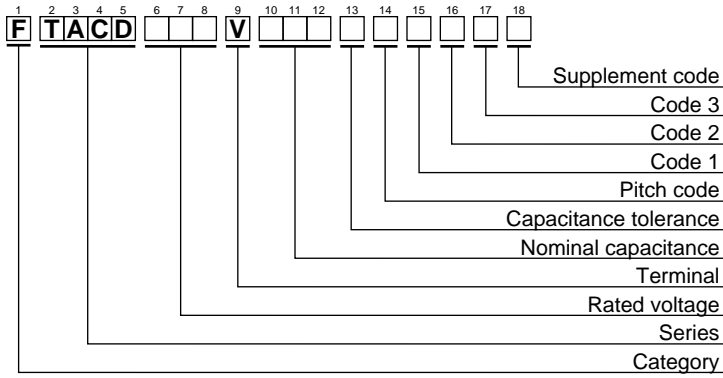 1 2 3 4 5 6 7 8 9 10 11 12 13 14 15 16 17 18
F T A C D V
Supplement code
Code 3
Code 2
Code 1
Pitch code
Capacitance tolerance
Nominal capacitance
Terminal
Rated voltage
Series
Category